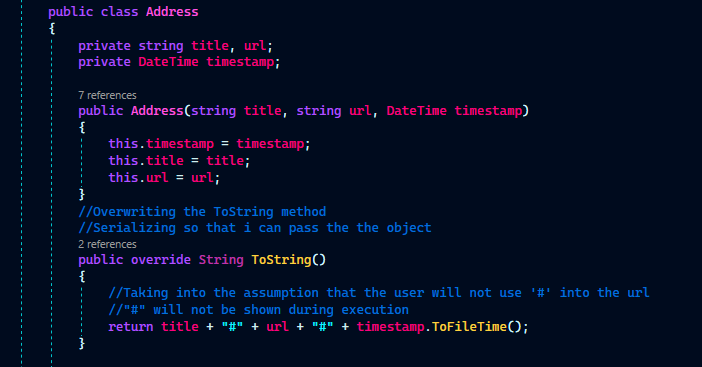 public class Address
{
private string title, url;
private DateTime timestamp;
7 references
public Address(string title, string url, DateTime timestamp)
{
this.timestamp = timestamp;
this.title = title;
this.url = url;
}
//Overwriting the ToString method
//Serializing so that i can pass the the object
2 references
public override String ToString()
{
//Taking into the assumption that the user will not use '#' into the url
//"#" will not be shown during execution
return title + "#" + url + "#" + timestamp.ToFileTime();
}